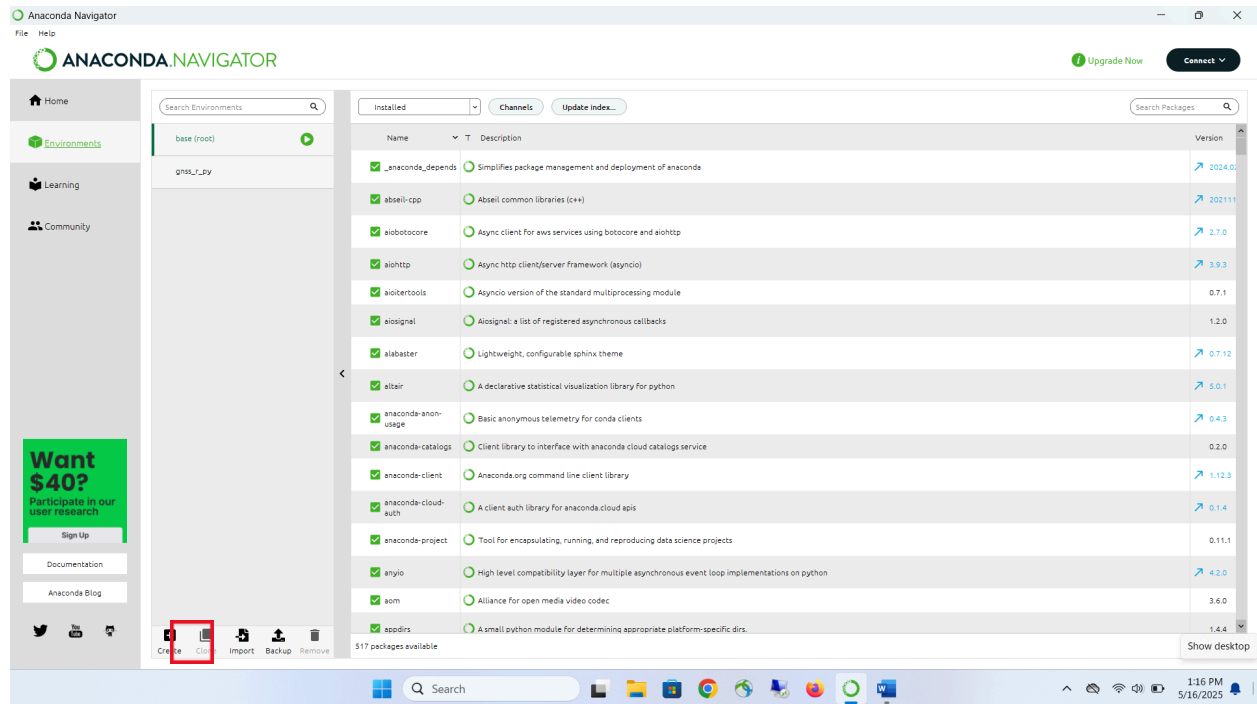 Anaconda Navigator
File Help
ANACONDA.NAVIGATOR
Upgrade Now
Connect
Home
Environments
Learning
Community
Want
$40?
Participate in our
user research
Sign Up
Documentation
Anaconda Blog
You
Tube
Search Environments
base (root)
gnss_r_py
Create Clone Import Backup Remove
Installed Channels Update index... Search Packages
Name T Description Version
_anaconda_depends Simplifies package management and deployment of anaconda 2024.02
abseil-cpp Abseil common libraries (c++) 202111
aiobotocore Async client for aws services using botocore and aiohttp 2.7.0
aiohttp Async http client/server framework (asyncio) 3.9.3
aioitertools Asyncio version of the standard multiprocessing module 0.7.1
aiosignal Aiosignal: a list of registered asynchronous callbacks 1.2.0
alabaster Lightweight, configurable sphinx theme 0.7.12
altair A declarative statistical visualization library for python 5.0.1
anaconda-anon-
usage Basic anonymous telemetry for conda clients 0.4.3
anaconda-catalogs Client library to interface with anaconda cloud catalogs service 0.2.0
anaconda-client Anaconda.org command line client library 1.12.3
anaconda-cloud-
auth A client auth library for anaconda.cloud apis 0.1.4
anaconda-project Tool for encapsulating, running, and reproducing data science projects 0.11.1
anyio High level compatibility layer for multiple asynchronous event loop implementations on python 4.2.0
aom Alliance for open media video codec 3.6.0
appdirs A small python module for determining appropriate platform-specific dirs. 1.4.4
517 packages available
Show desktop
Search
W
1:16 PM
5/16/2025